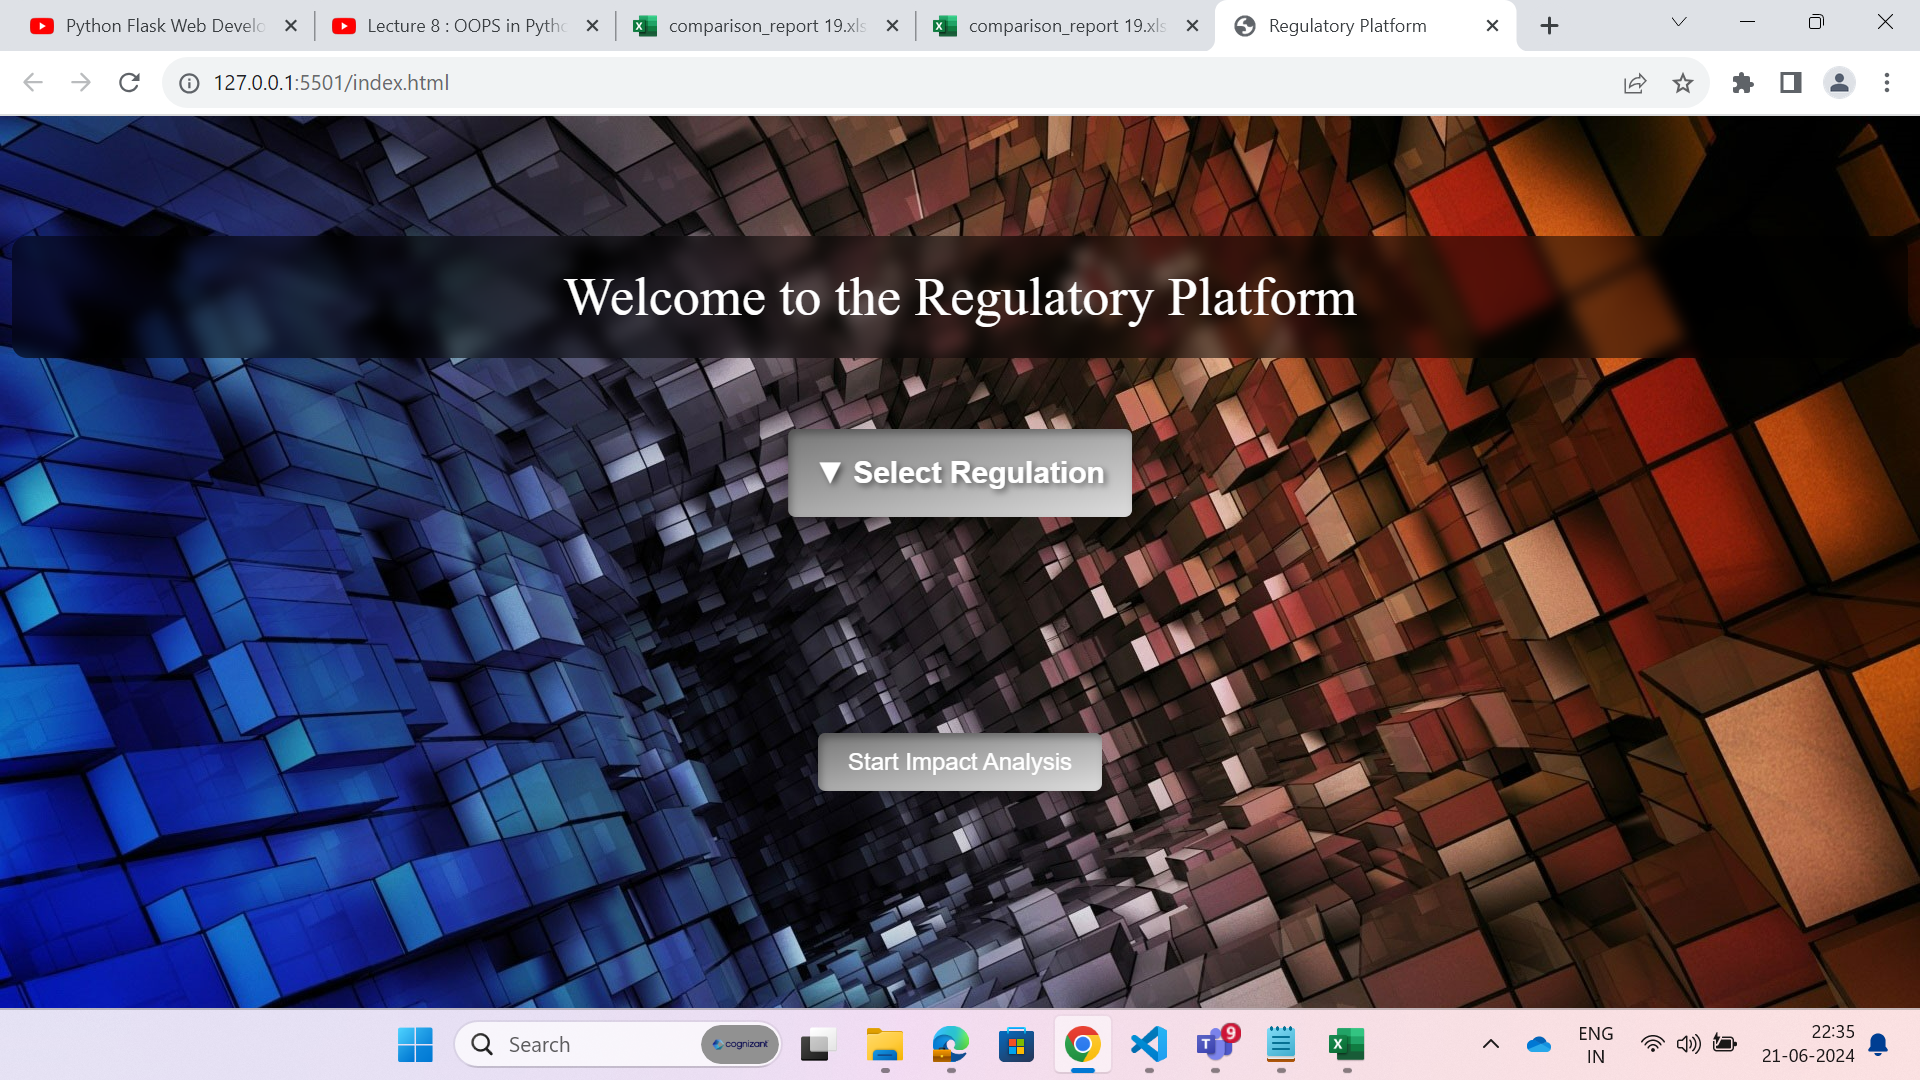 Python Flask Web Develo
Lecture 8 : OOPS in Pytho
comparison_report 19.xls
comparison_report 19.xls
Regulatory Platform
127.0.0.1:5501/index.html
Welcome to the Regulatory Platform
▼ Select Regulation
Start Impact Analysis
Search
cognizant
9
ENG
IN
22:35
21-06-2024